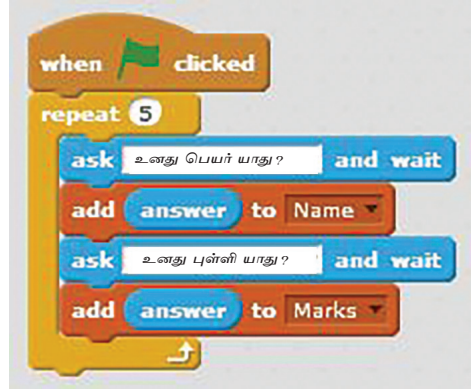 when clicked
repeat 5
ask உனது பெயர் யாது? and wait
add answer to Name
ask உனது புள்ளி யாது? and wait
add answer to Marks